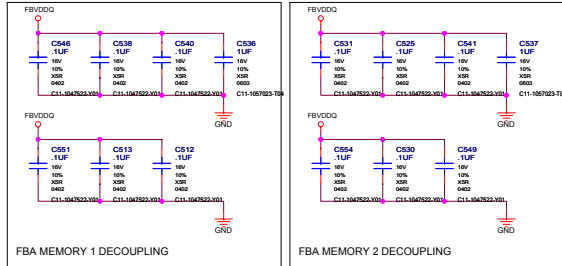 FBVDDQ
C546
.1UF
16V
10%
X5R
0402
C11-1047522-Y01
C538
.1UF
16V
10%
X5R
0402
C11-1047522-Y01
C540
.1UF
16V
10%
X5R
0402
C11-1047522-Y01
C536
1UF
16V
10%
X5R
0603
C11-1057023-T04
GND
FBVDDQ
C551
.1UF
16V
10%
X5R
0402
C11-1047522-Y01
C513
.1UF
16V
10%
X5R
0402
C11-1047522-Y01
C512
.1UF
16V
10%
X5R
0402
C11-1047522-Y01
GND
FBA MEMORY 1 DECOUPLING
FBVDDQ
C531
.1UF
16V
10%
X5R
0402
C11-1047522-Y01
C525
.1UF
16V
10%
X5R
0402
C11-1047522-Y01
C541
.1UF
16V
10%
X5R
0402
C11-1047522-Y01
C537
1UF
16V
10%
X5R
0603
C11-1057023-T0
GND
FBVDDQ
C554
.1UF
16V
10%
X5R
0402
C11-1047522-Y01
C530
.1UF
16V
10%
X5R
0402
C11-1047522-Y01
C549
.1UF
16V
10%
X5R
0402
C11-1047522-Y01
GND
FBA MEMORY 2 DECOUPLING